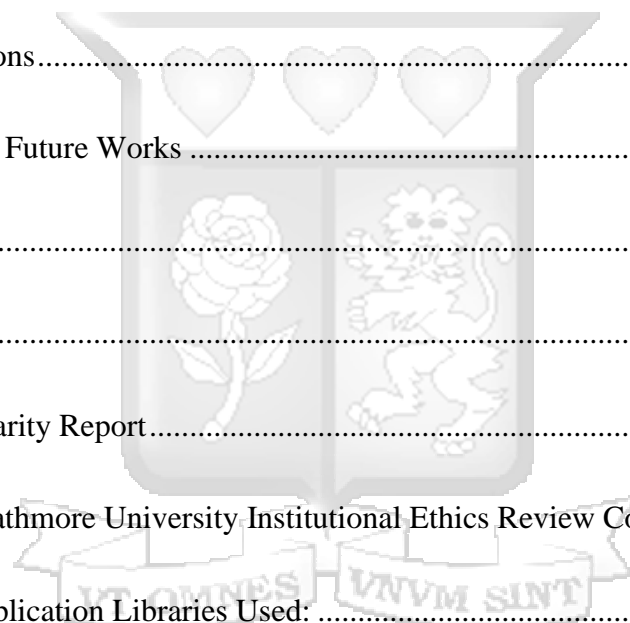 ons................................................................................
Future Works ........................................................
................................................................................
................................................................................
arity Report.............................................................
athmore University Institutional Ethics Review Co
VT OMNES VNVM SINT
plication Libraries Used: ........................................